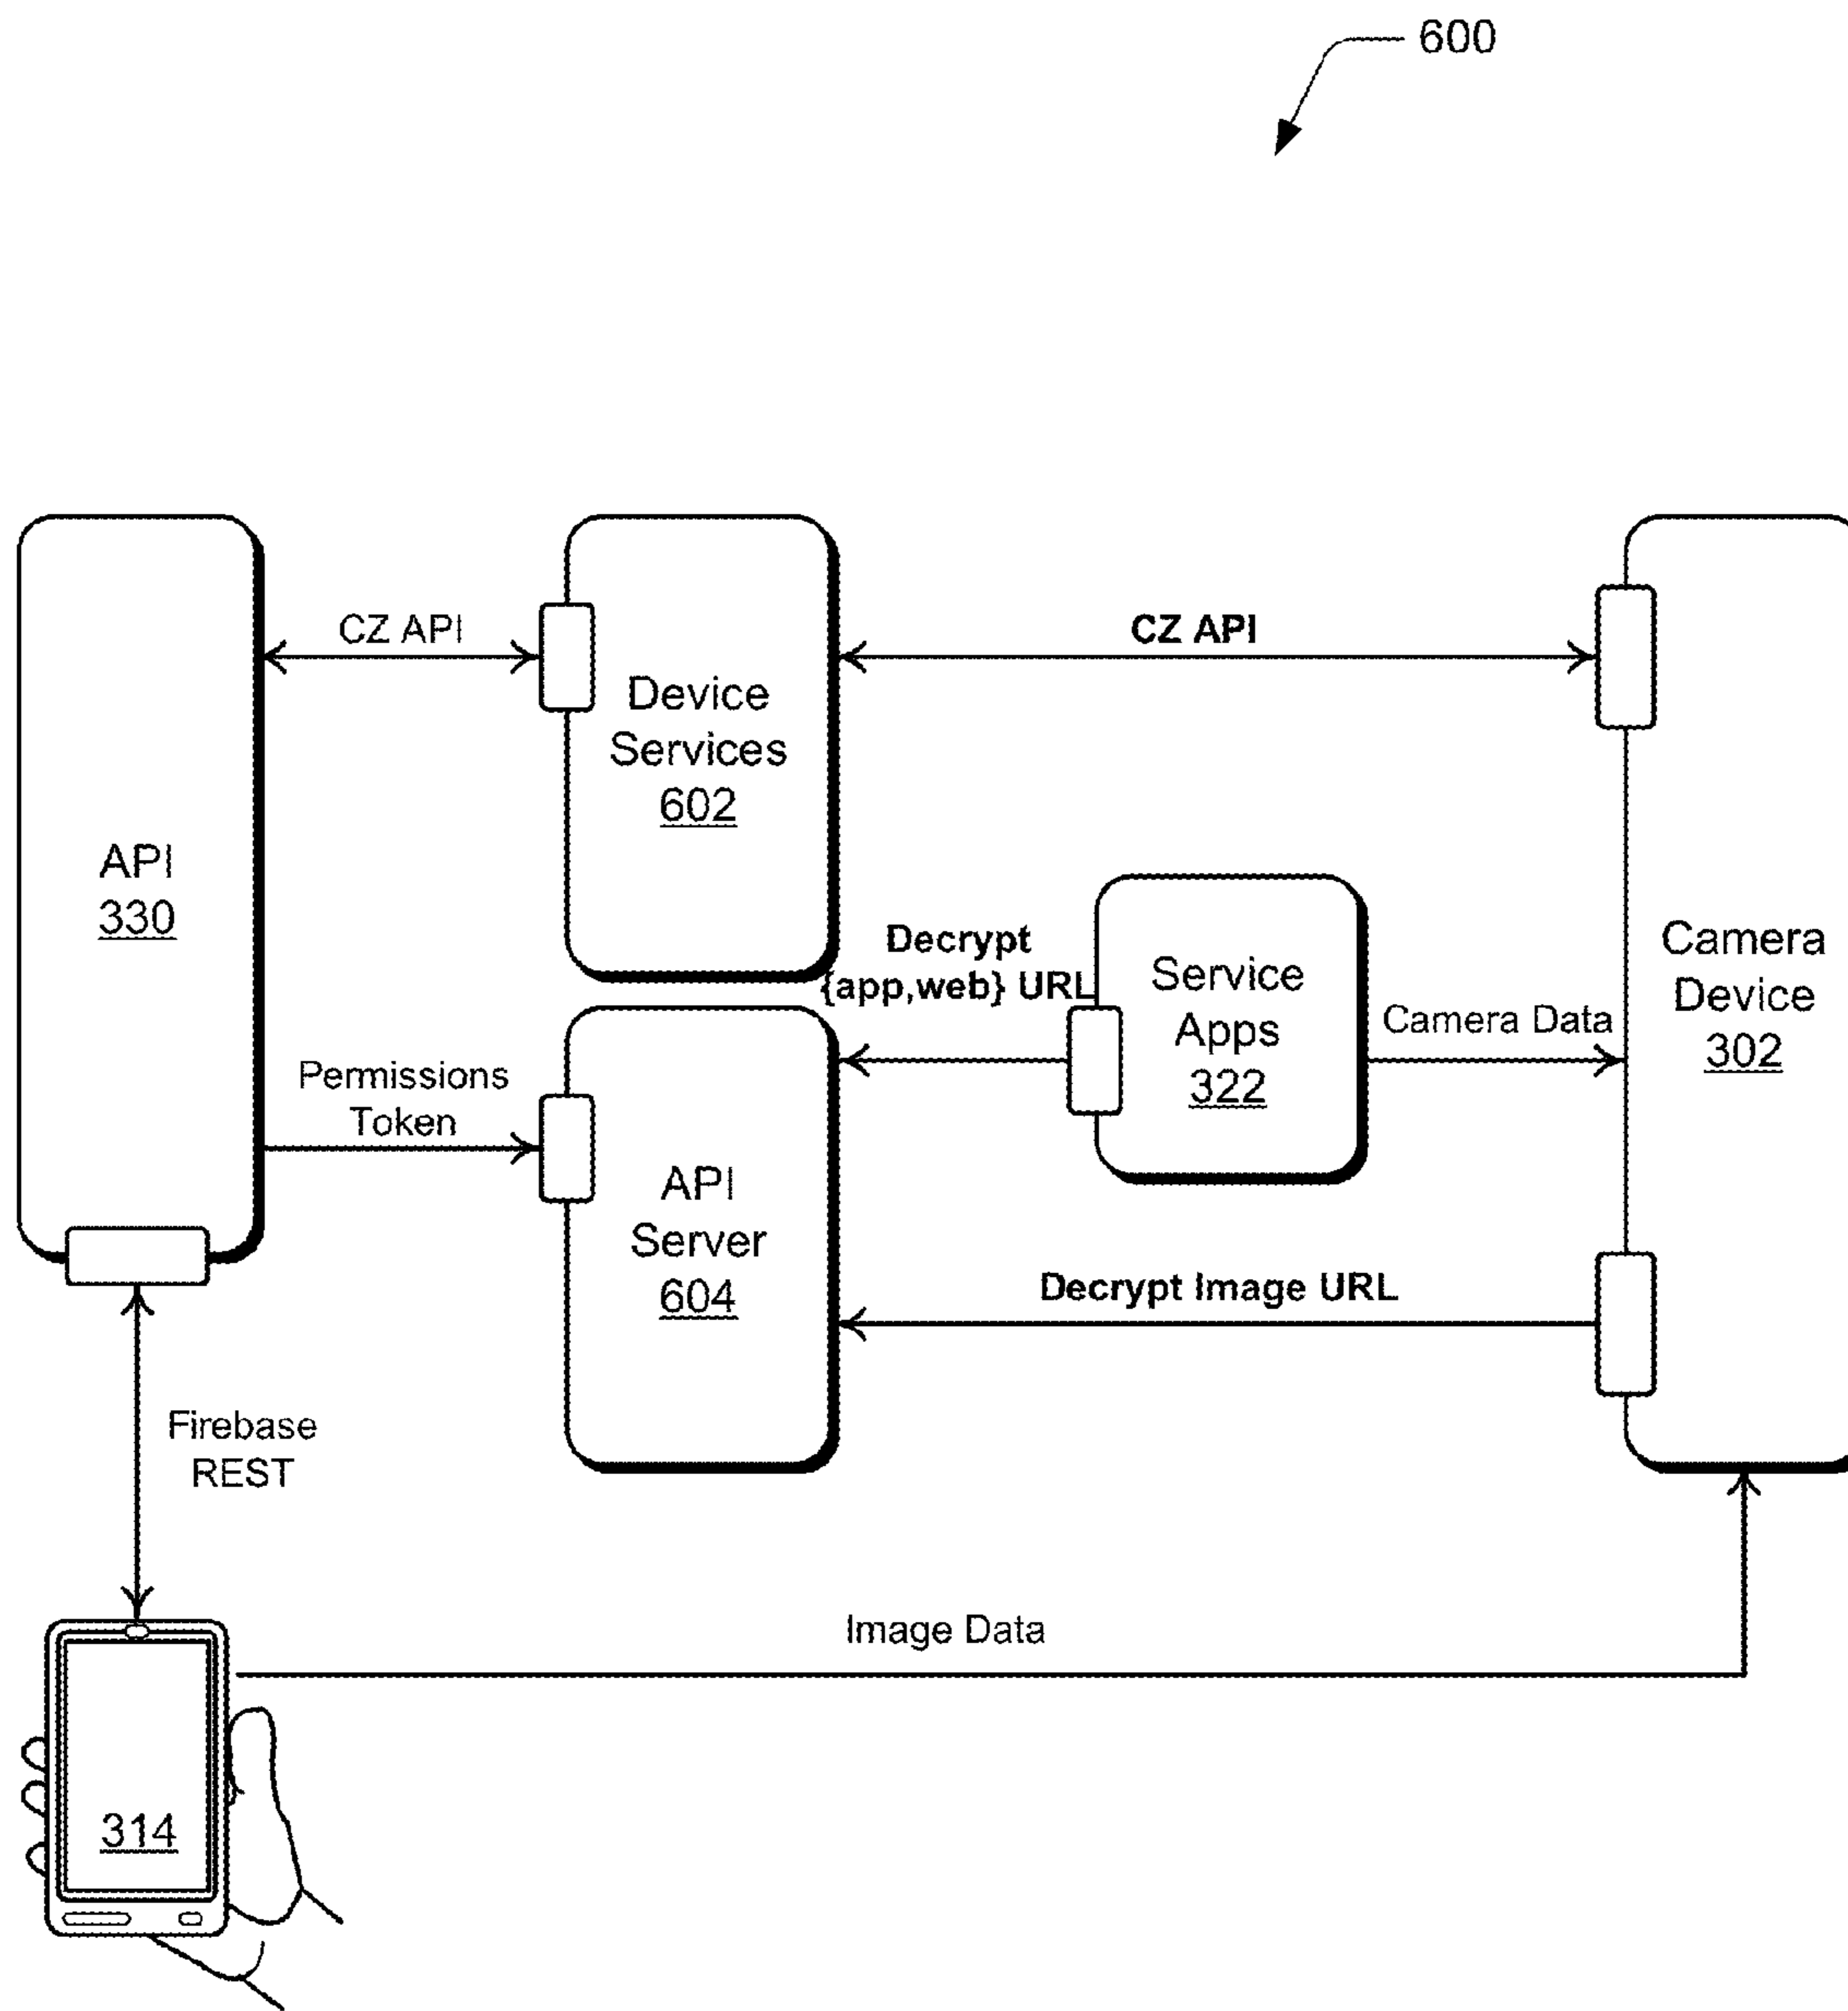 600
CZ API
CZ API
Device
Services
602
API
330
Decrypt
{app,web} URL
Service
Apps
322
Camera Data
Camera
Device
302
Permissions
Token
API
Server
604
Decrypt Image URL
Firebase
REST
Image Data
314